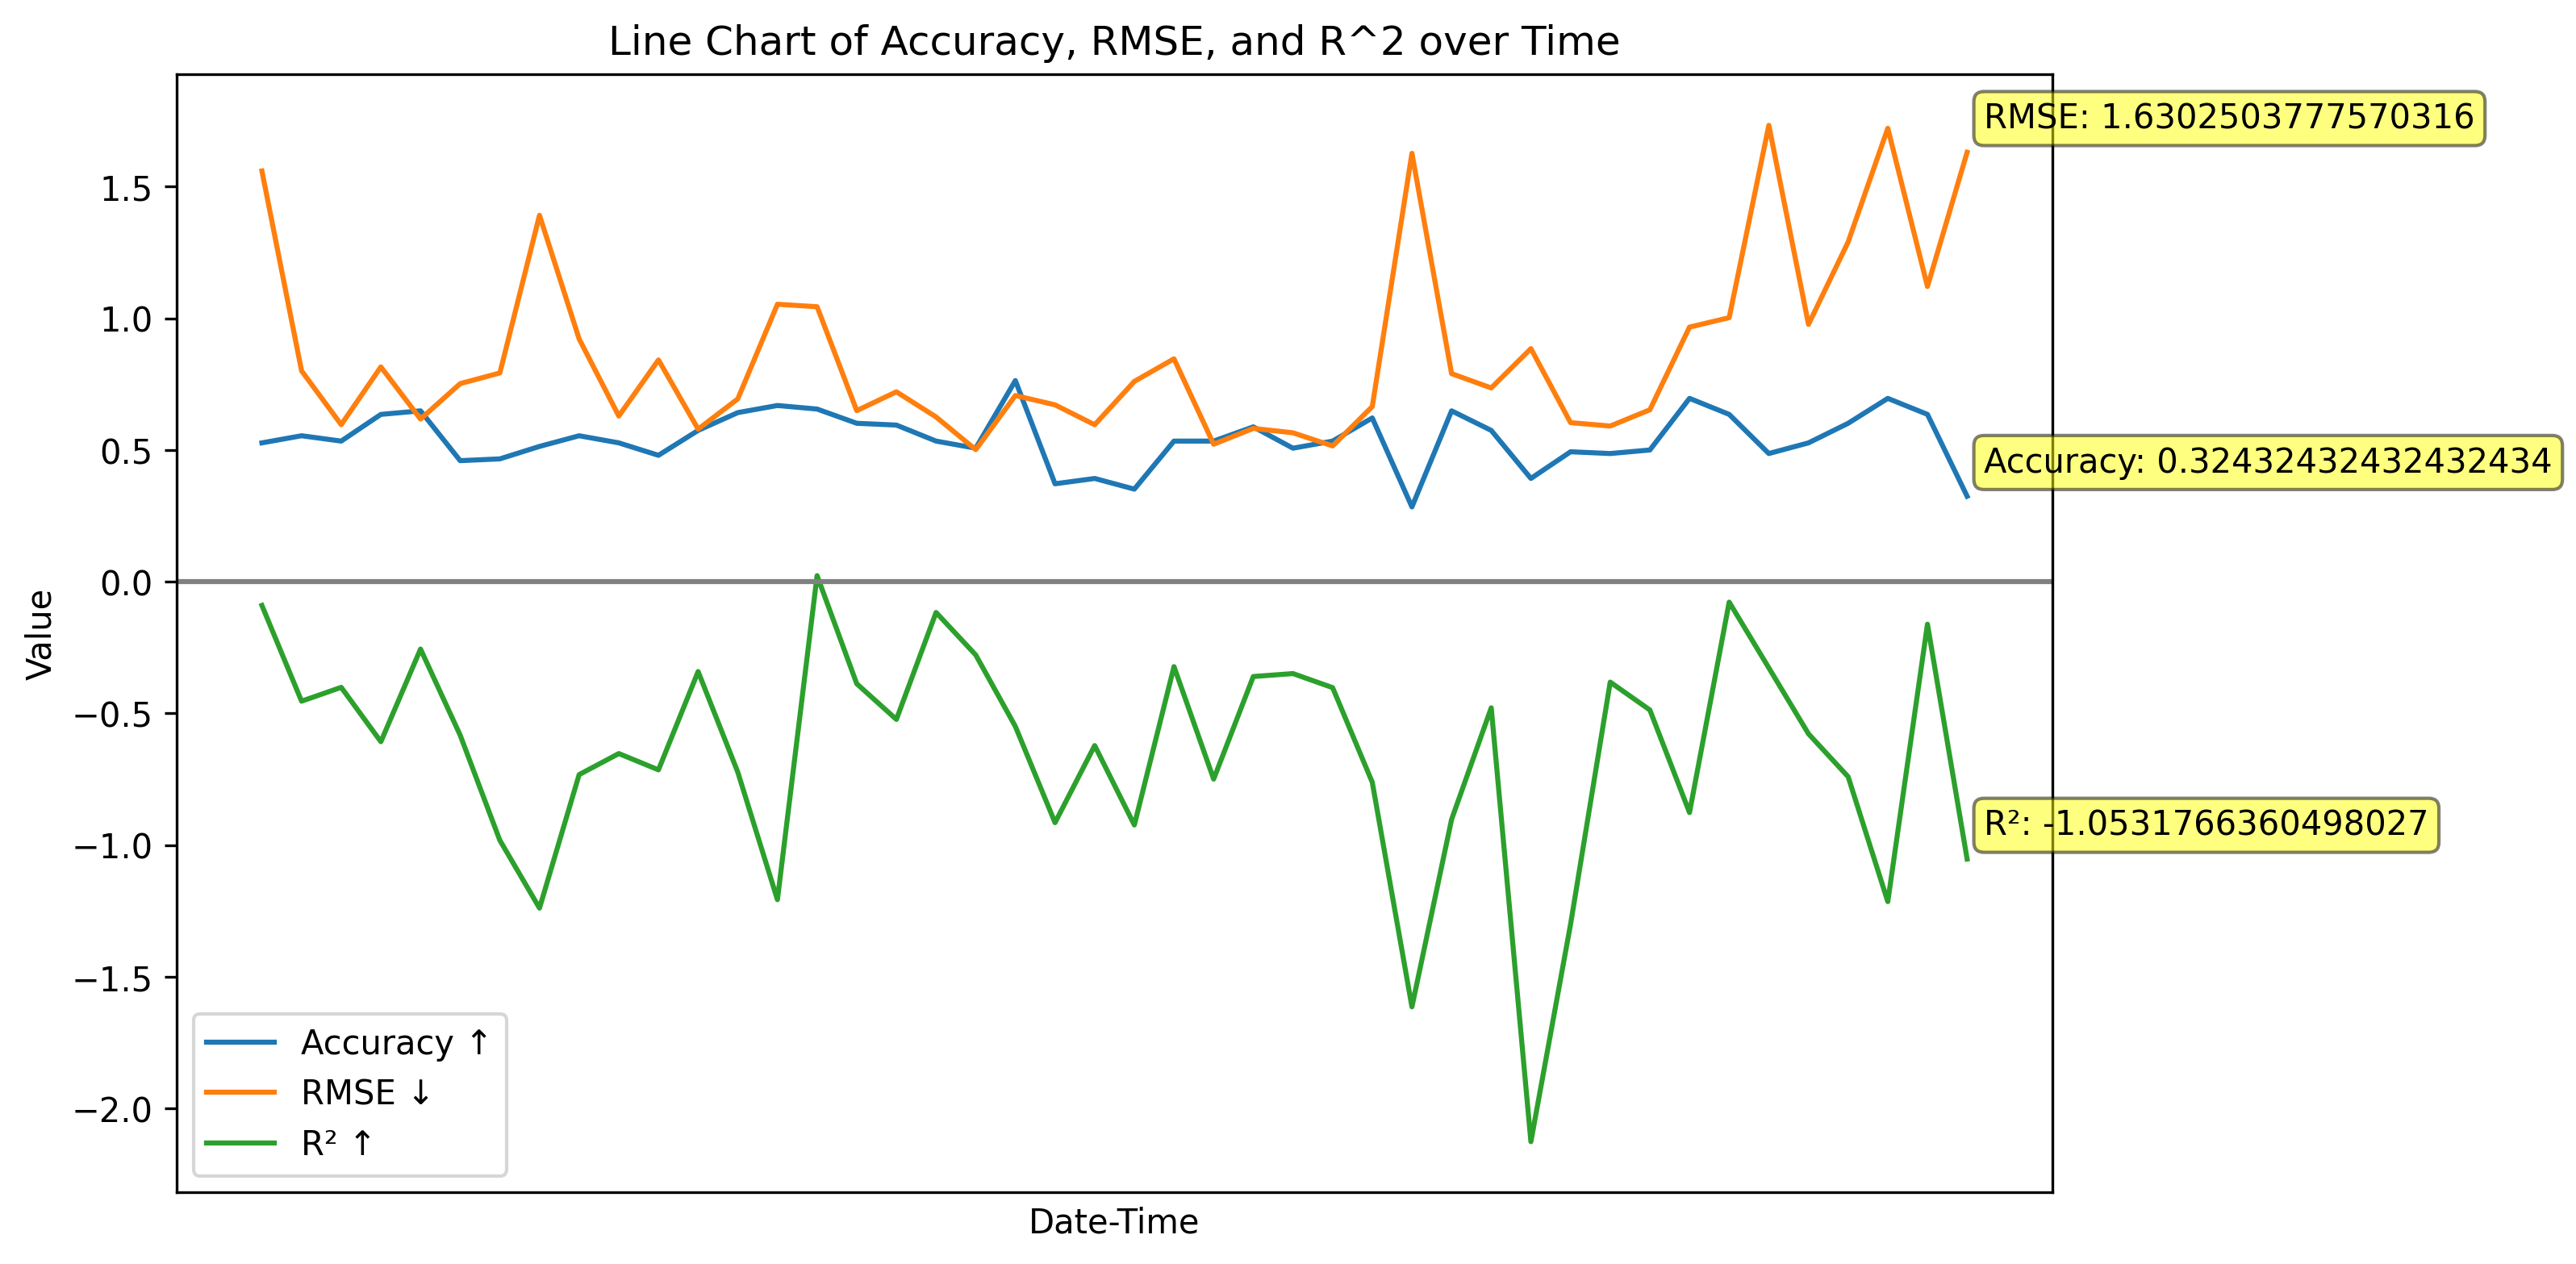 Line Chart of Accuracy, RMSE, and R^2 over Time
Value
1.5
1.0
0.5
0.0
−0.5
−1.0
−1.5
−2.0
RMSE: 1.6302503777570316
Accuracy: 0.32432432432432434
R²: -1.0531766360498027
Accuracy ↑
RMSE ↓
R² ↑
Date-Time